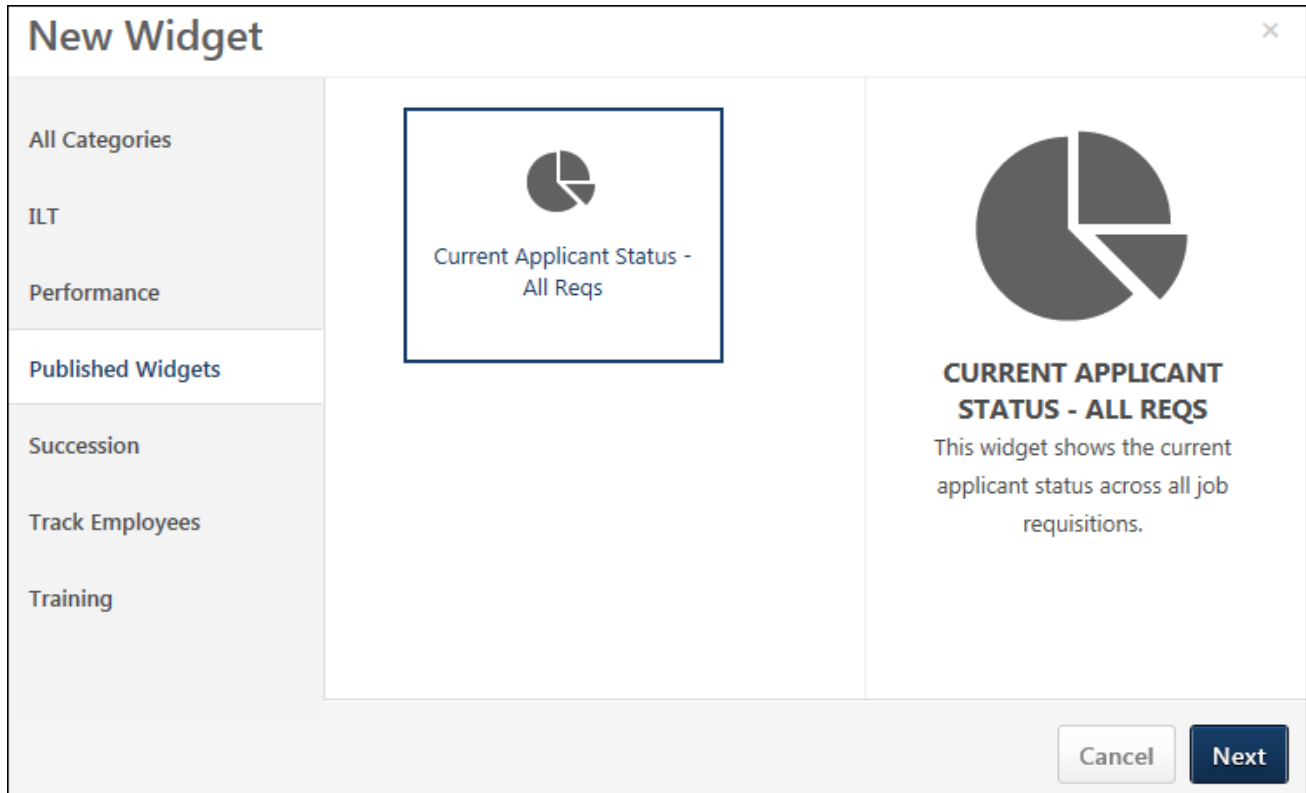 New Widget
×
All Categories
ILT
Performance
Published Widgets
Succession
Track Employees
Training
Current Applicant Status -
All Reqs
CURRENT APPLICANT
STATUS - ALL REQS
This widget shows the current
applicant status across all job
requisitions.
Cancel
Next